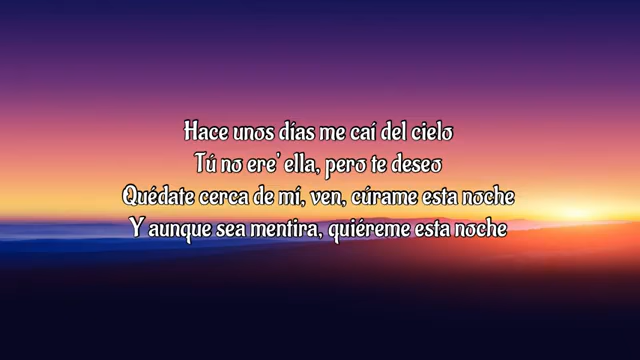 Hace unos días me caí del cielo
Tú no ere' ella, pero te deseo
Quédate cerca de mí, ven, cúrame esta noche
Y aunque sea mentira, quiéreme esta noche